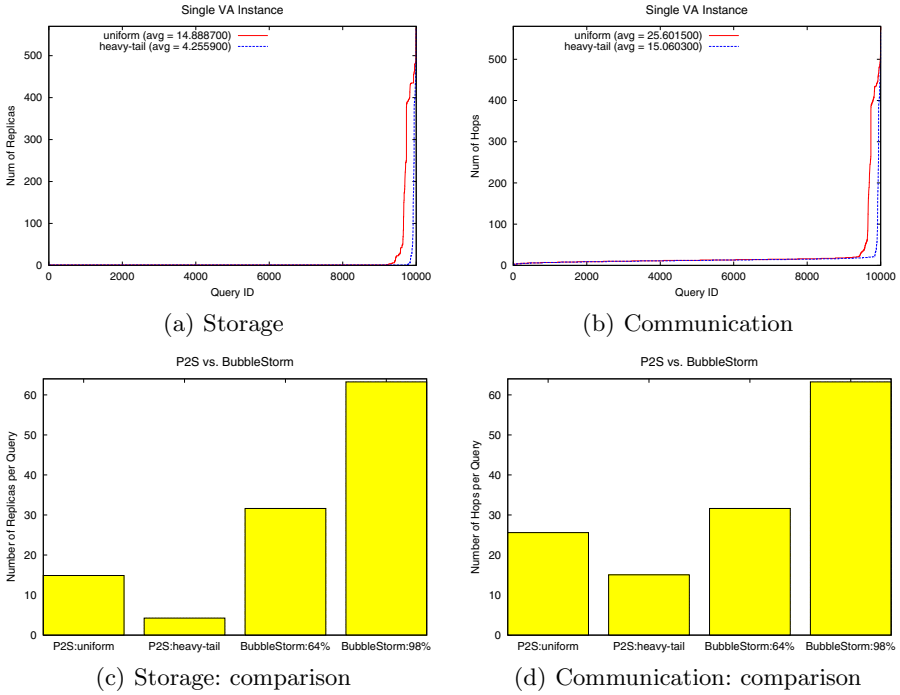 Single VA Instance
uniform (avg = 14.888700)
heavy-tail (avg = 4.255900)
Num of Replicas
500
400
300
200
100
0
0 2000 4000 6000 8000 10000
Query ID
(a) Storage
Single VA Instance
uniform (avg = 25.601500)
heavy-tail (avg = 15.060300)
Num of Hops
500
400
300
200
100
0
0 2000 4000 6000 8000 10000
Query ID
(b) Communication
P2S vs. BubbleStorm
Number of Replicas per Query
60
50
40
30
20
10
0
P2S:uniform P2S:heavy-tail BubbleStorm:64% BubbleStorm:98%
(c) Storage: comparison
P2S vs. BubbleStorm
Number of Hops per Query
60
50
40
30
20
10
0
P2S:uniform P2S:heavy-tail BubbleStorm:64% BubbleStorm:98%
(d) Communication: comparison